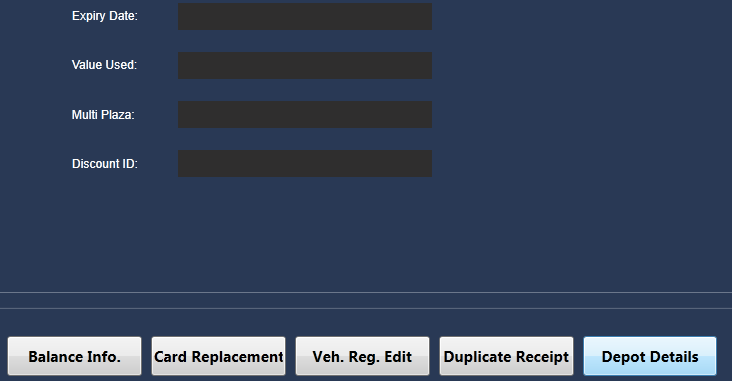 Expiry Date:
Value Used:
Multi Plaza:
Discount ID:
Balance Info. Card Replacement Veh. Reg. Edit Duplicate Receipt Depot Details